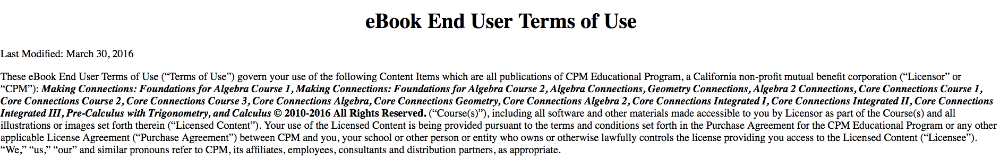 eBook End User Terms of Use
Last Modified: March 30, 2016
These eBook End User Terms of Use (“Terms of Use”) govern your use of the following Content Items which are all publications of CPM Educational Program, a California non-profit mutual benefit corporation (“Licensor” or
“CPM”): Making Connections: Foundations for Algebra Course 1, Making Connections: Foundations for Algebra Course 2, Algebra Connections, Geometry Connections, Algebra 2 Connections, Core Connections Course 1,
Core Connections Course 2, Core Connections Course 3, Core Connections Algebra, Core Connections Geometry, Core Connections Algebra 2, Core Connections Integrated I, Core Connections Integrated II, Core Connections
Integrated III, Pre-Calculus with Trigonometry, and Calculus © 2010-2016 All Rights Reserved. (“Course(s)”), including all software and other materials made accessible to you by Licensor as part of the Course(s) and all
illustrations or images set forth therein (“Licensed Content”). Your use of the Licensed Content is being provided pursuant to the terms and conditions set forth in the Purchase Agreement for the CPM Educational Program or any other
applicable License Agreement (“Purchase Agreement”) between CPM and you, your school or other person or entity who owns or otherwise lawfully controls the license providing you access to the Licensed Content (“Licensee”).
“We,” “us,” “our” and similar pronouns refer to CPM, its affiliates, employees, consultants and distribution partners, as appropriate.